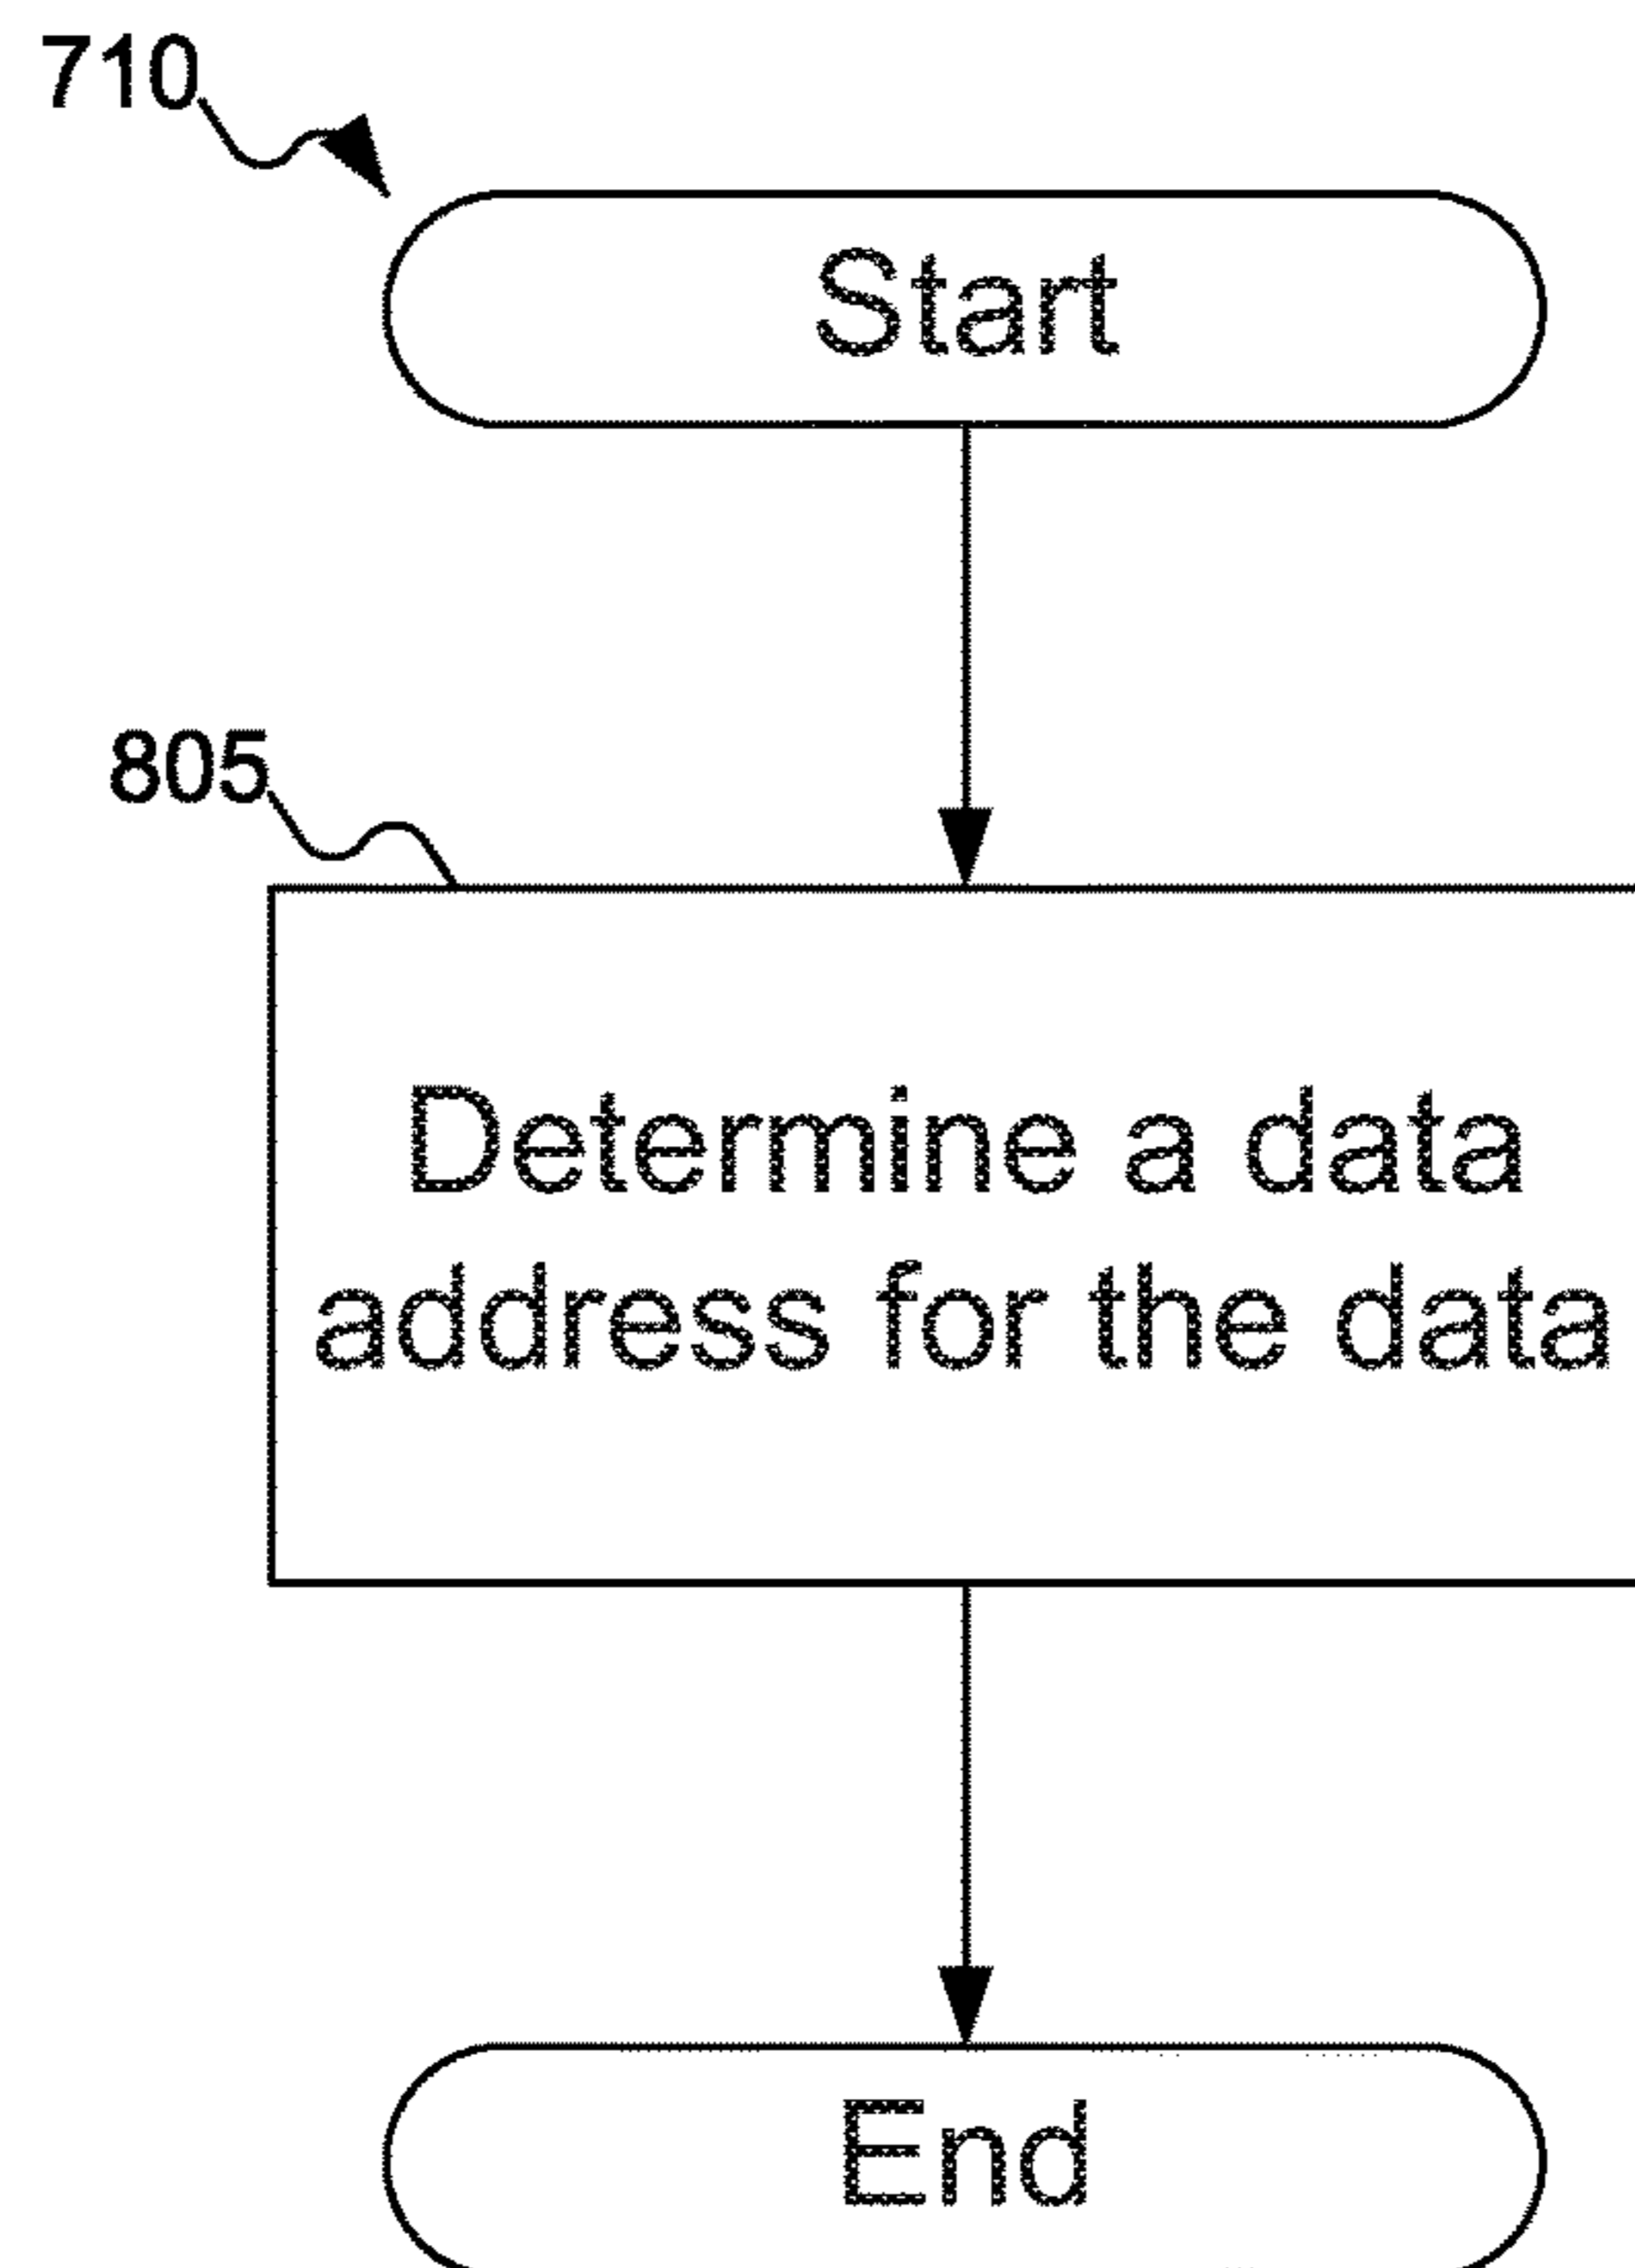 710
Start
805
Determine a data
address for the data
End